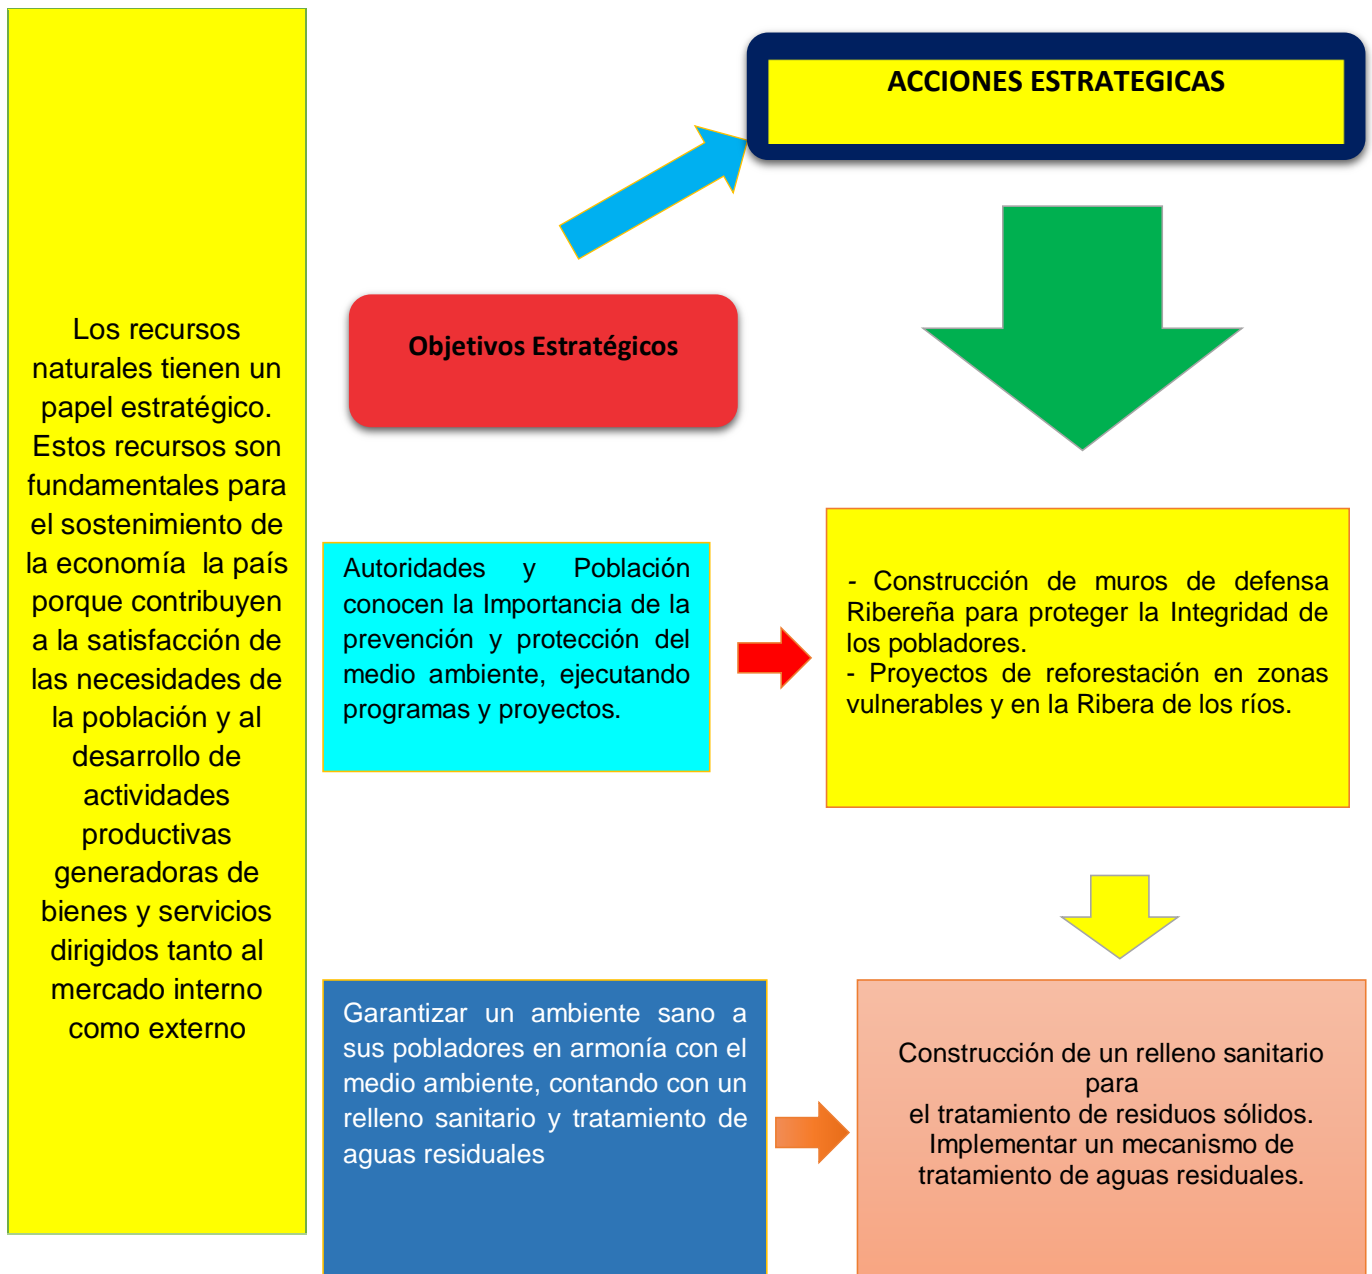 Los recursos
naturales tienen un
papel estratégico.
Estos recursos son
fundamentales para
el sostenimiento de
la economía la país
porque contribuyen
a la satisfacción de
las necesidades de
la población y al
desarrollo de
actividades
productivas
generadoras de
bienes y servicios
dirigidos tanto al
mercado interno
como externo
ACCIONES ESTRATEGICAS
Objetivos Estratégicos
Autoridades y Población
conocen la Importancia de la
prevención y protección del
medio ambiente, ejecutando
programas y proyectos.
- Construcción de muros de defensa
Ribereña para proteger la Integridad de
los pobladores.
- Proyectos de reforestación en zonas
vulnerables y en la Ribera de los ríos.
Garantizar un ambiente sano a
sus pobladores en armonía con el
medio ambiente, contando con un
relleno sanitario y tratamiento de
aguas residuales
Construcción de un relleno sanitario
para
el tratamiento de residuos sólidos.
Implementar un mecanismo de
tratamiento de aguas residuales.